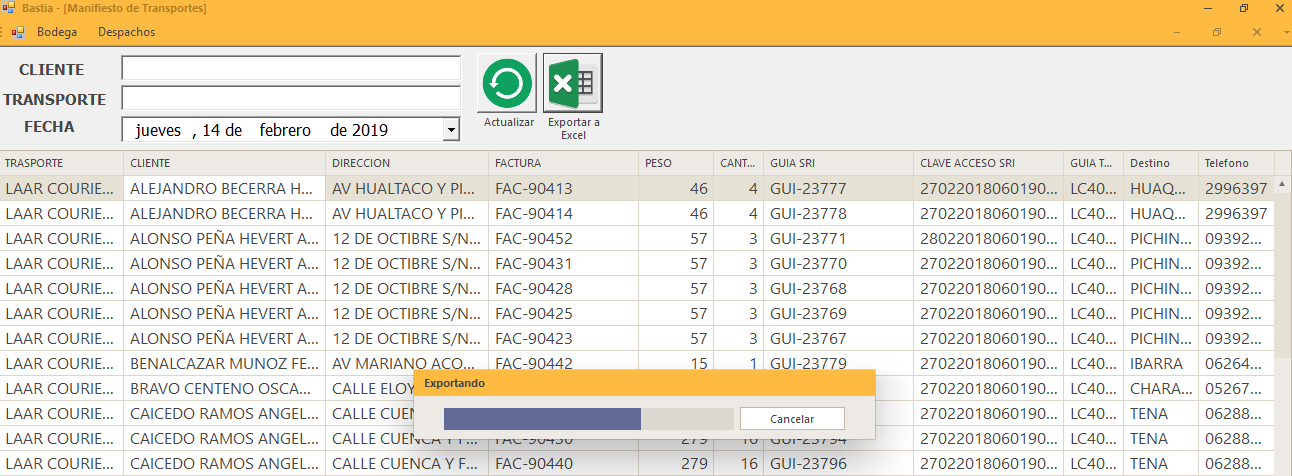 Bastia - [Manifiesto de Transportes]
Bodega Despachos
CLIENTE
TRANSPORTE
FECHA jueves , 14 de febrero de 2019
Actualizar Exportar a
Excel
TRASPORTE CLIENTE DIRECCION FACTURA PESO CANT... GUIA SRI CLAVE ACCESO SRI GUIA T... Destino Telefono
LAAR COURIE... ALEJANDRO BECERRA H... AV HUALTACO Y PI... FAC-90413 46 4 GUI-23777 27022018060190... LC40... HUAQ... 2996397
LAAR COURIE... ALEJANDRO BECERRA H... AV HUALTACO Y PI... FAC-90414 46 4 GUI-23778 27022018060190... LC40... HUAQ... 2996397
LAAR COURIE... ALONSO PEÑA HEVERT A... 12 DE OCTIBRE S/N... FAC-90452 57 3 GUI-23771 28022018060190... LC40... PICHIN... 09392...
LAAR COURIE... ALONSO PEÑA HEVERT A... 12 DE OCTIBRE S/N... FAC-90431 57 3 GUI-23770 27022018060190... LC40... PICHIN... 09392...
LAAR COURIE... ALONSO PEÑA HEVERT A... 12 DE OCTIBRE S/N... FAC-90428 57 3 GUI-23768 27022018060190... LC40... PICHIN... 09392...
LAAR COURIE... ALONSO PEÑA HEVERT A... 12 DE OCTIBRE S/N... FAC-90425 57 3 GUI-23769 27022018060190... LC40... PICHIN... 09392...
LAAR COURIE... ALONSO PEÑA HEVERT A... 12 DE OCTIBRE S/N... FAC-90423 57 3 GUI-23767 27022018060190... LC40... PICHIN... 09392...
LAAR COURIE... BENALCAZAR MUNOZ FE... AV MARIANO ACO... FAC-90442 15 1 GUI-23779 27022018060190... LC40... IBARRA 06264...
Exportando
LAAR COURIE... BRAVO CENTENO OSCA... CALLE ELOY 27022018060190... LC40... CHARA... 05267...
LAAR COURIE... CAICEDO RAMOS ANGEL... CALLE CUEN 27022018060190... LC40... TENA 06288...
Cancelar
LAAR COURIE... CAICEDO RAMOS ANGEL... CALLE CUENCA Y F... FAC-90430 279 16 GUI-23794 27022018060190... LC40... TENA 06288...
LAAR COURIE... CAICEDO RAMOS ANGEL... CALLE CUENCA Y F... FAC-90440 279 16 GUI-23796 27022018060190... LC40... TENA 06288...